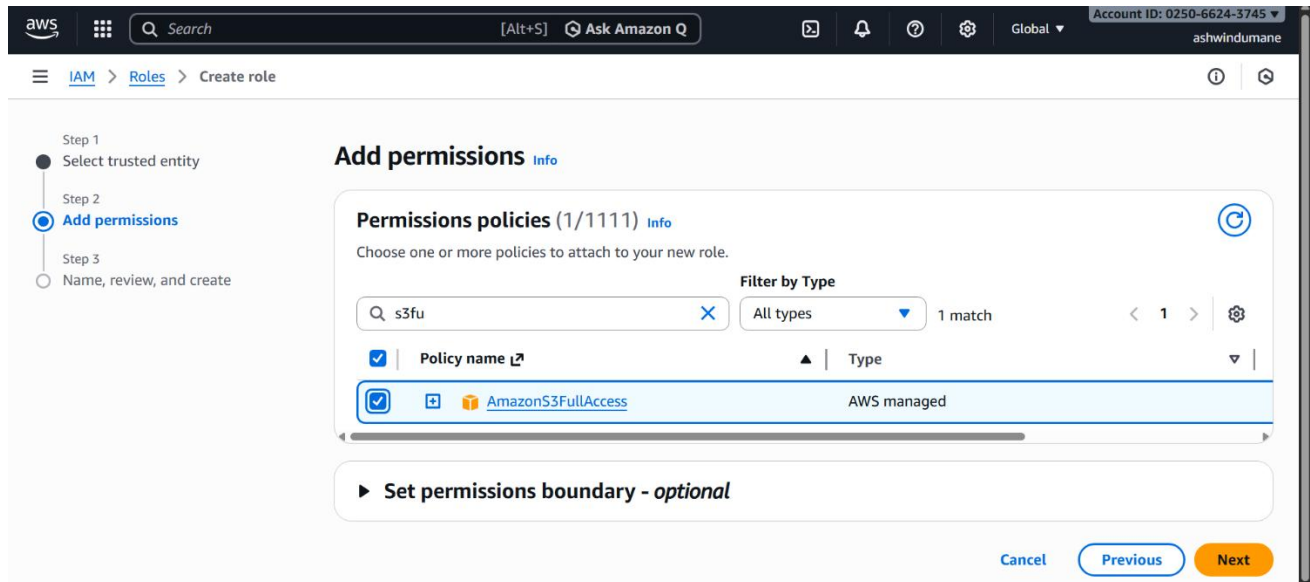 aws
Search [Alt+S] Ask Amazon Q Global Account ID: 0250-6624-3745
ashwindumane
IAM > Roles > Create role
Step 1
Select trusted entity
Step 2
Add permissions
Step 3
Name, review, and create
Add permissions Info
Permissions policies (1/1111) Info
Choose one or more policies to attach to your new role.
Filter by Type
s3fu All types 1 match 1
Policy name Type
AmazonS3FullAccess AWS managed
Set permissions boundary - optional
Cancel Previous Next